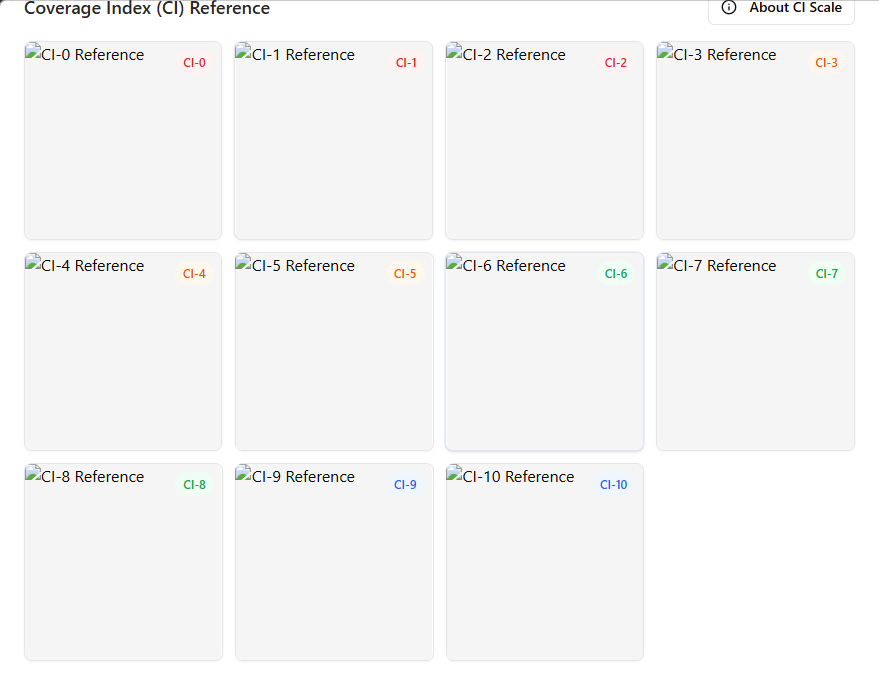 Coverage Index (CI) Reference
About CI Scale
CI-0 Reference
CI-0
CI-1 Reference
CI-1
CI-2 Reference
CI-2
CI-3 Reference
CI-3
CI-4 Reference
CI-4
CI-5 Reference
CI-5
CI-6 Reference
CI-6
CI-7 Reference
CI-7
CI-8 Reference
CI-8
CI-9 Reference
CI-9
CI-10 Reference
CI-10